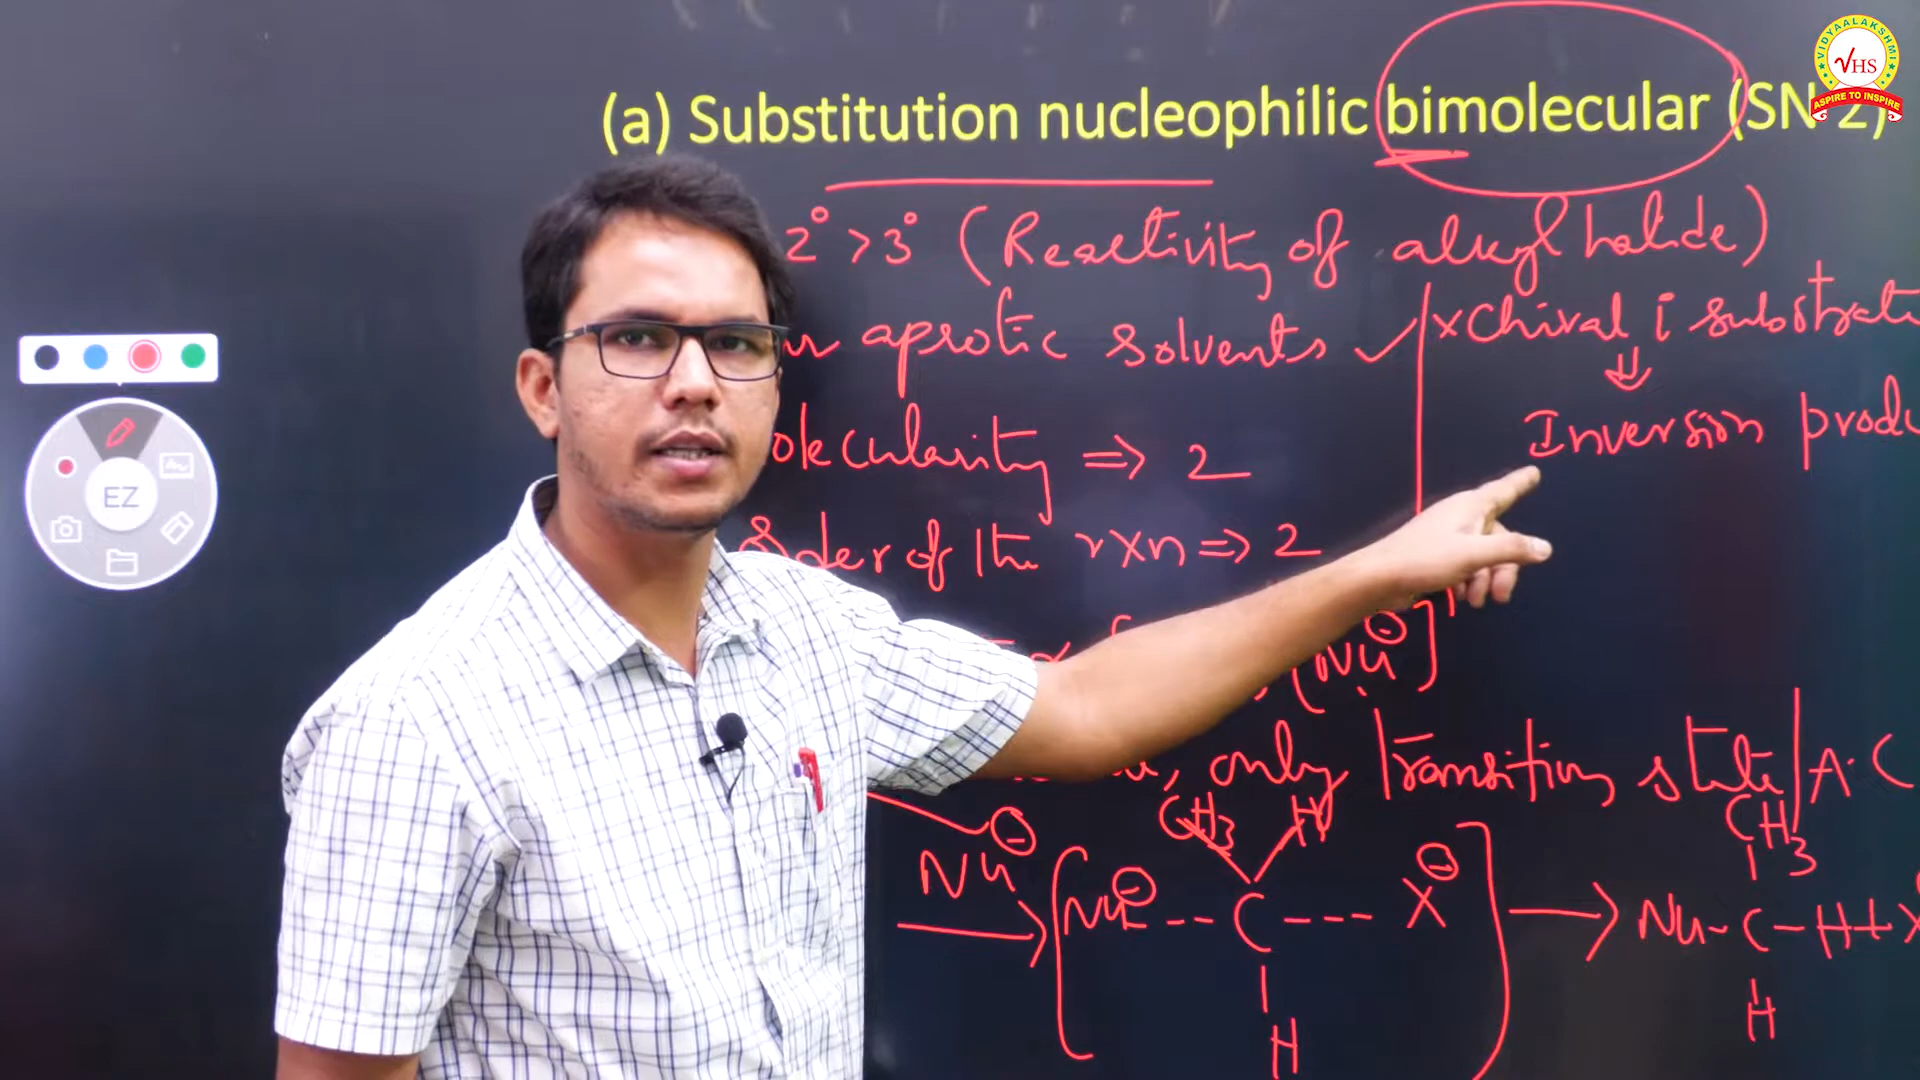 (a) Substitution nucleophilic bimolecular (SN 2)
VIDYAALAKSHMI
VHS
ASPIRE TO INSPIRE
2° > 3° (Reactivity of alkyl halide)
aprotic solvents ✓
x Chiral i substrate
⇓
Inversion produ
olecularity ⇒ 2
order of the rxn ⇒ 2
[Nu⊖]¹
only transition state / A.C
EZ
CH3 H
CH3
Nu⊖
[Nu⊖ --- C --- X⊖] → Nu - C - H + X
H
H